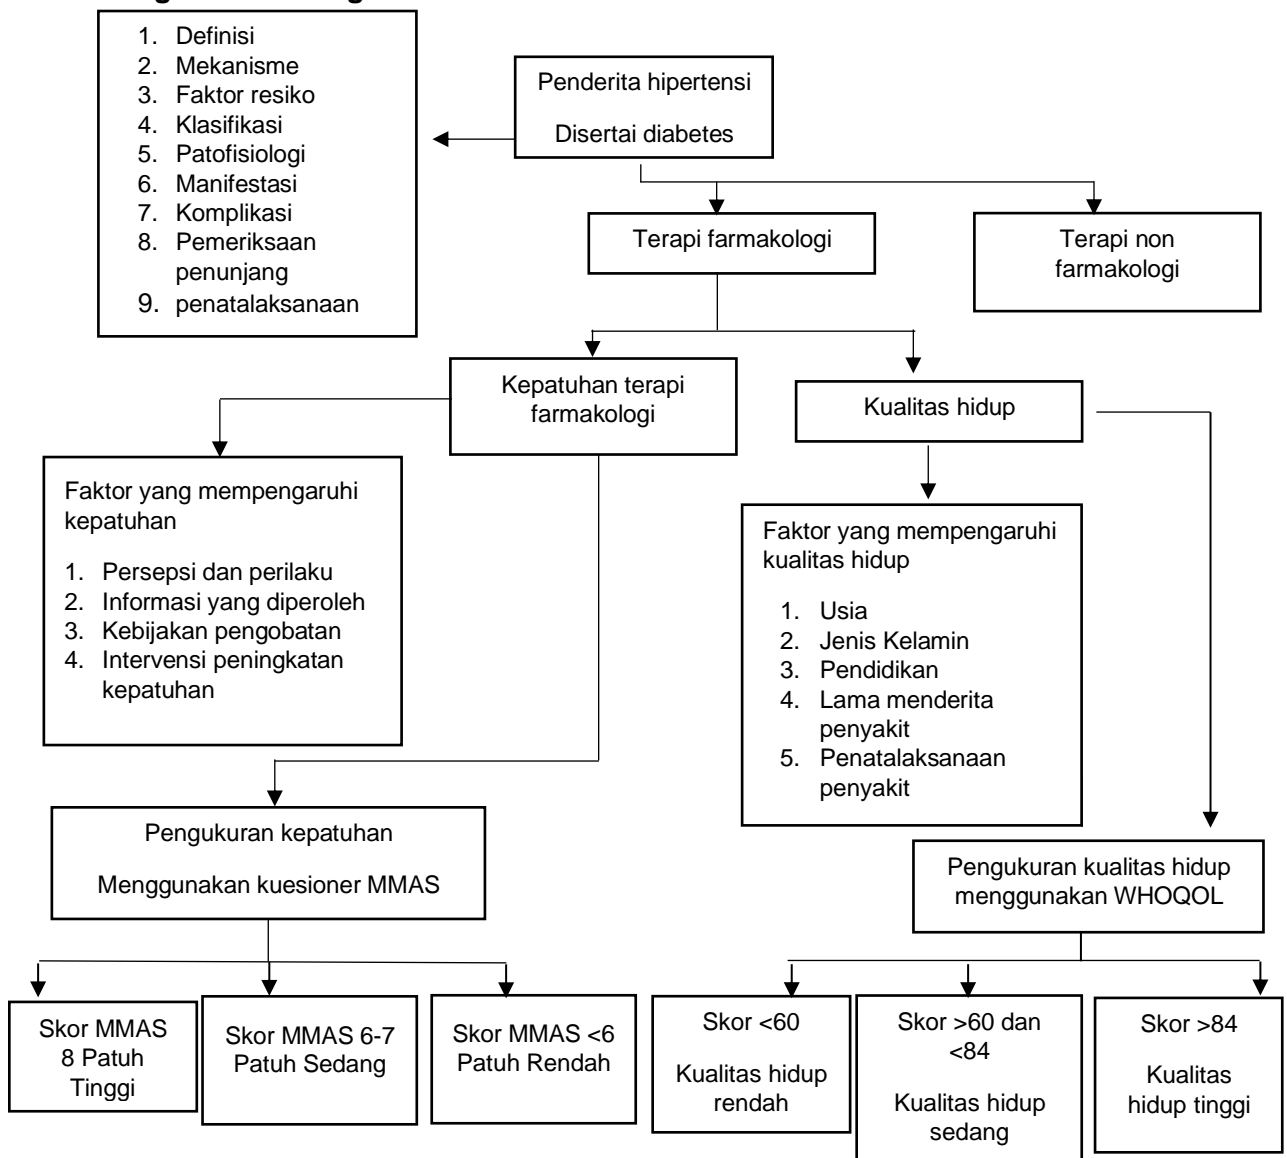 1. Definisi
2. Mekanisme
3. Faktor resiko
4. Klasifikasi
5. Patofisiologi
6. Manifestasi
7. Komplikasi
8. Pemeriksaan
penunjang
9. penatalaksanaan
Penderita hipertensi
Disertai diabetes
Terapi farmakologi
Terapi non
farmakologi
Kepatuhan terapi
farmakologi
Kualitas hidup
Faktor yang mempengaruhi
kepatuhan
1. Persepsi dan perilaku
2. Informasi yang diperoleh
3. Kebijakan pengobatan
4. Intervensi peningkatan
kepatuhan
Faktor yang mempengaruhi
kualitas hidup
1. Usia
2. Jenis Kelamin
3. Pendidikan
4. Lama menderita
penyakit
5. Penatalaksanaan
penyakit
Pengukuran kepatuhan
Menggunakan kuesioner MMAS
Pengukuran kualitas hidup
menggunakan WHOQOL
Skor MMAS
8 Patuh
Tinggi
Skor MMAS 6-7
Patuh Sedang
Skor MMAS <6
Patuh Rendah
Skor <60
Kualitas hidup
rendah
Skor >60 dan
<84
Kualitas hidup
sedang
Skor >84
Kualitas
hidup tinggi